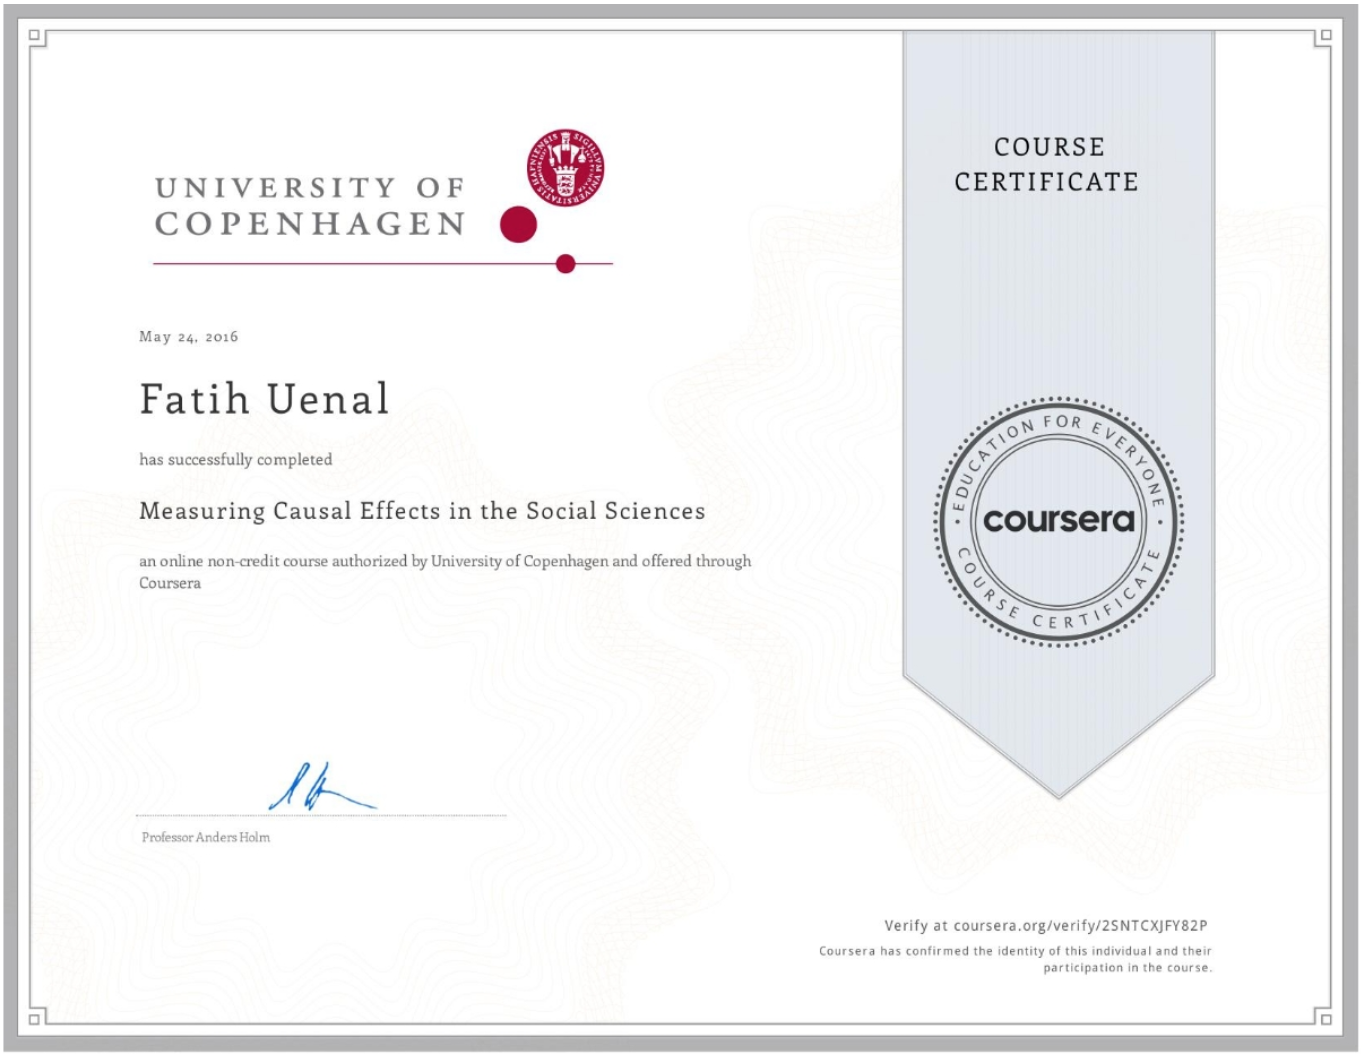 UNIVERSITY OF
COPENHAGEN
COURSE
CERTIFICATE
May 24, 2016
Fatih Uenal
has successfully completed
Measuring Causal Effects in the Social Sciences
an online non-credit course authorized by University of Copenhagen and offered through
Coursera
EDUCATION FOR EVERYONE
coursera
COURSE CERTIFICATE
Professor Anders Holm
Verify at coursera.org/verify/2SNTCXJFY82P
Coursera has confirmed the identity of this individual and their
participation in the course.